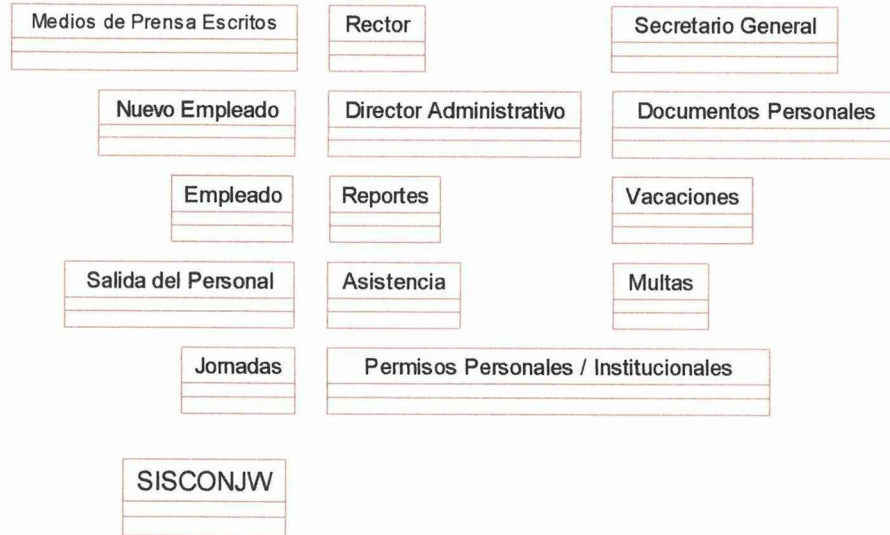 Medios de Prensa Escritos
Rector
Secretario General
Nuevo Empleado
Director Administrativo
Documentos Personales
Empleado
Reportes
Vacaciones
Salida del Personal
Asistencia
Multas
Jornadas
Permisos Personales / Institucionales
SISCONJW